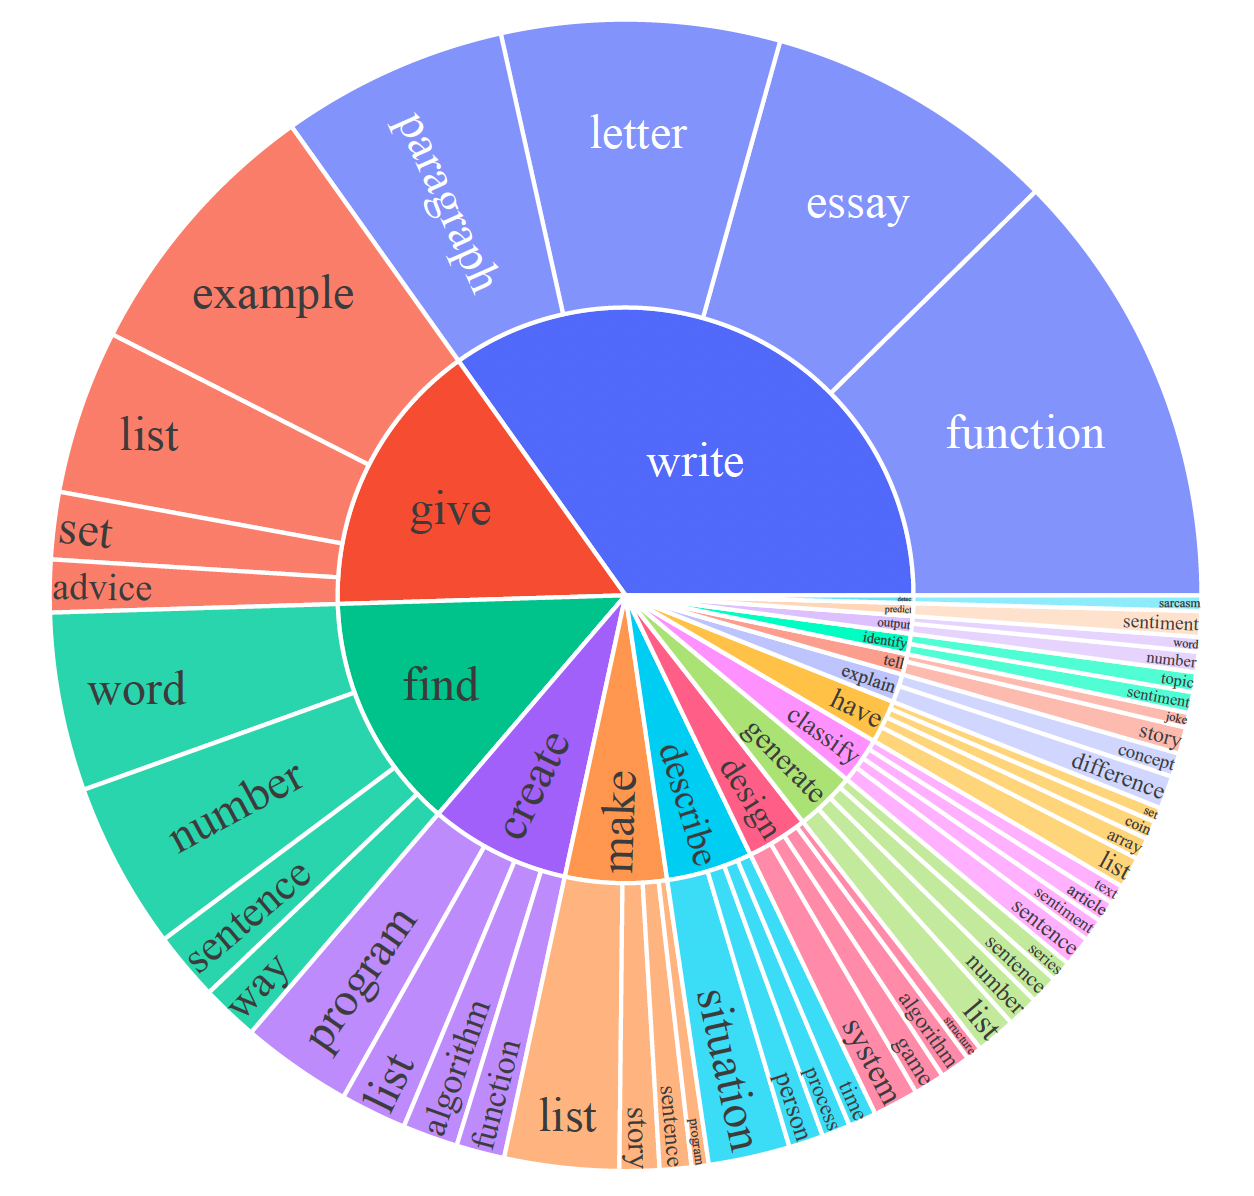 write
function
essay
letter
paragraph
give
example
list
set
advice
find
word
number
sentence
way
create
program
list
algorithm
function
make
list
story
sentence
program
describe
situation
person
process
time
design
system
game
algorithm
structure
generate
list
number
sentence
series
classify
sentence
sentiment
article
text
have
list
array
coin
set
explain
difference
concept
tell
story
joke
identify
sentiment
topic
output
number
word
predict
sentiment
detect
sarcasm